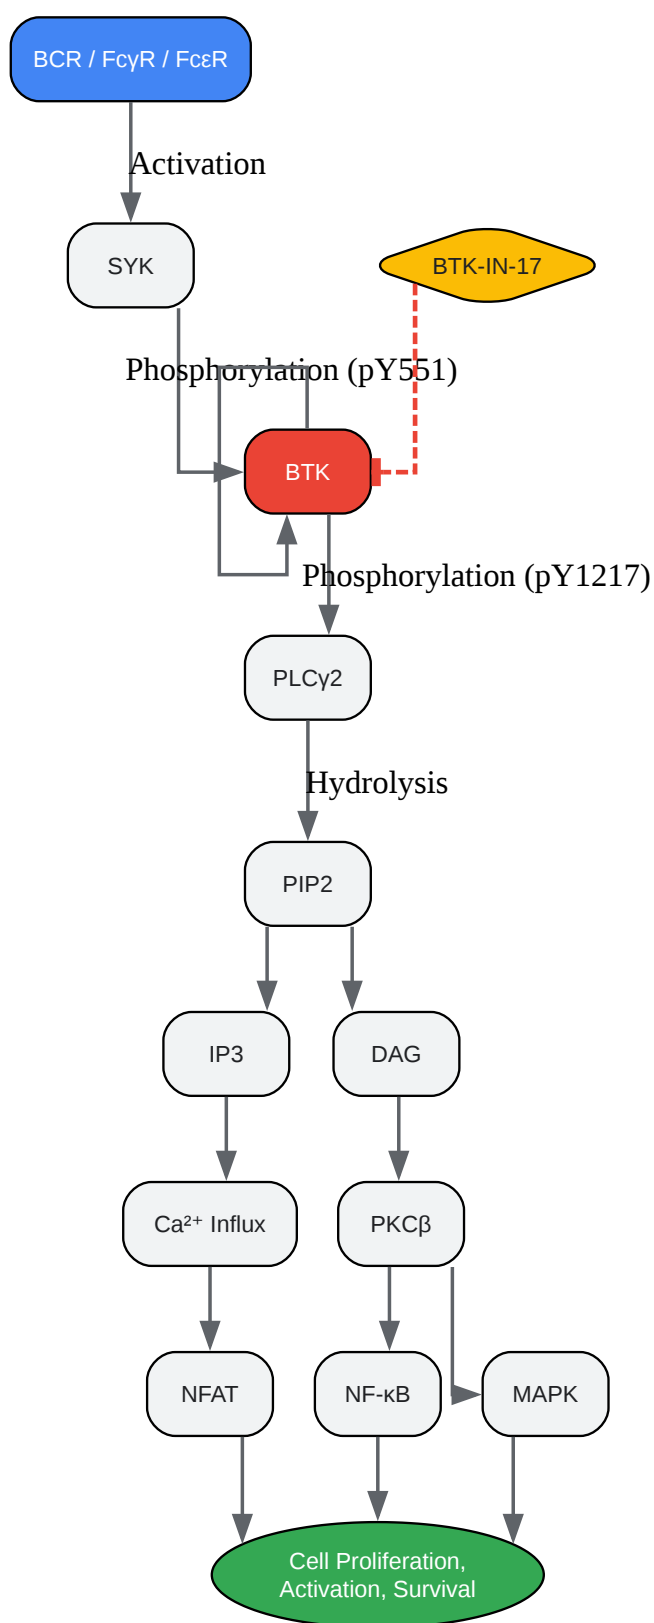 BCR / FcγR / FcεR
Activation
SYK
BTK-IN-17
Phosphorylation (pY551)
BTK
Phosphorylation (pY1217)
PLCγ2
Hydrolysis
PIP2
IP3
DAG
Ca²⁺ Influx
PKCβ
NFAT
NF-κB
MAPK
Cell Proliferation,
Activation, Survival